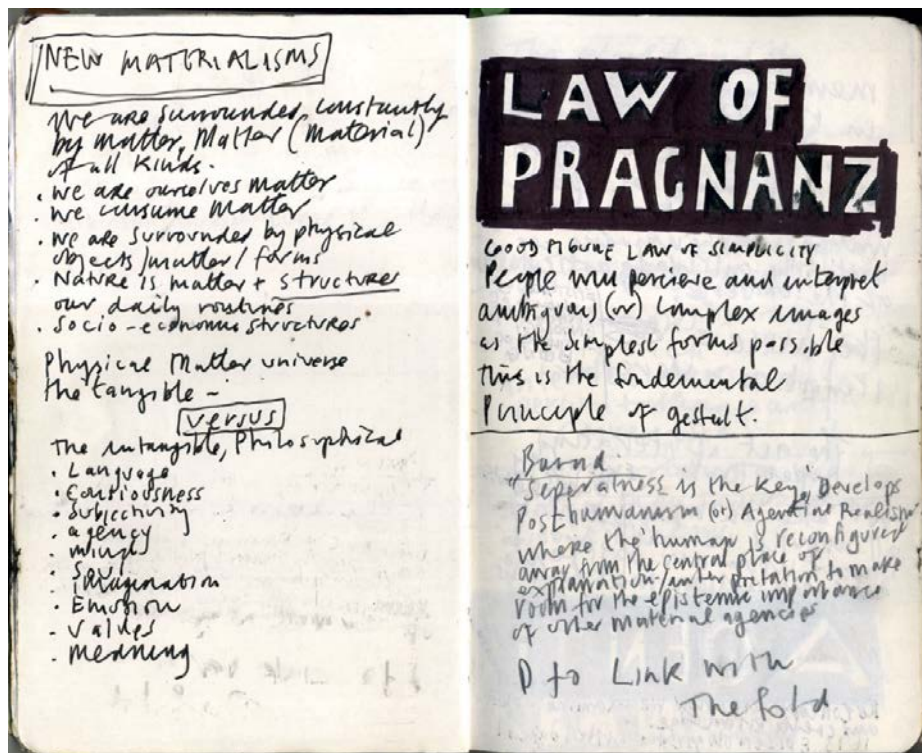 NEW MATERIALISMS
We are surrounded, constantly
by matter, Matter (Material)
of all kinds.
. we are ourselves matter
. we consume Matter
. we are surrounded by physical
objects/matter/forms
. Nature is matter + structures
our daily routines
. Socio-economic structures
Physical Matter universe
the tangible –
versus
The intangible, Philosophical
. Language
. Contiousness
. Subjectivity
. agency
. mind
. Soul
. imagination
. Emotion
- values
. meaning
LAW OF
PRAGNANZ
GOOD FIGURE LAW OF SIMPLICITY
People will percieve and interpret
ambiguous (or) complex images
as the simplest forms possible
this is the fundemental
Principle of gestalt.
Barad
"Seperatness is the key, Develops
Posthumanism (or) Agential Realism
where the human is reconfigured
away from the central place of
explanation/interpretation to make
room for the epistemic importance
of other material agencies
to Link with
The fold